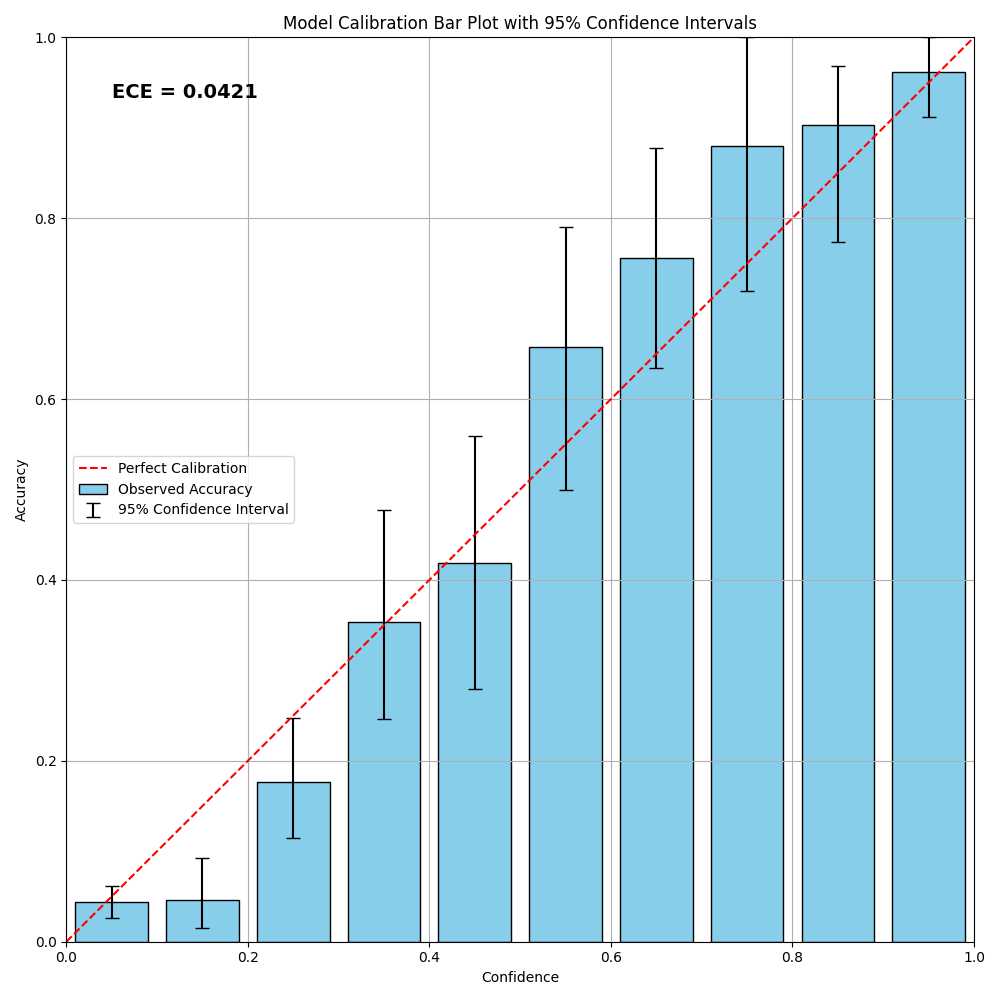 Model Calibration Bar Plot with 95% Confidence Intervals
ECE = 0.0421
Accuracy
1.0
0.8
0.6
0.4
0.2
0.0
Perfect Calibration
Observed Accuracy
95% Confidence Interval
0.0 0.2 0.4 0.6 0.8 1.0
Confidence